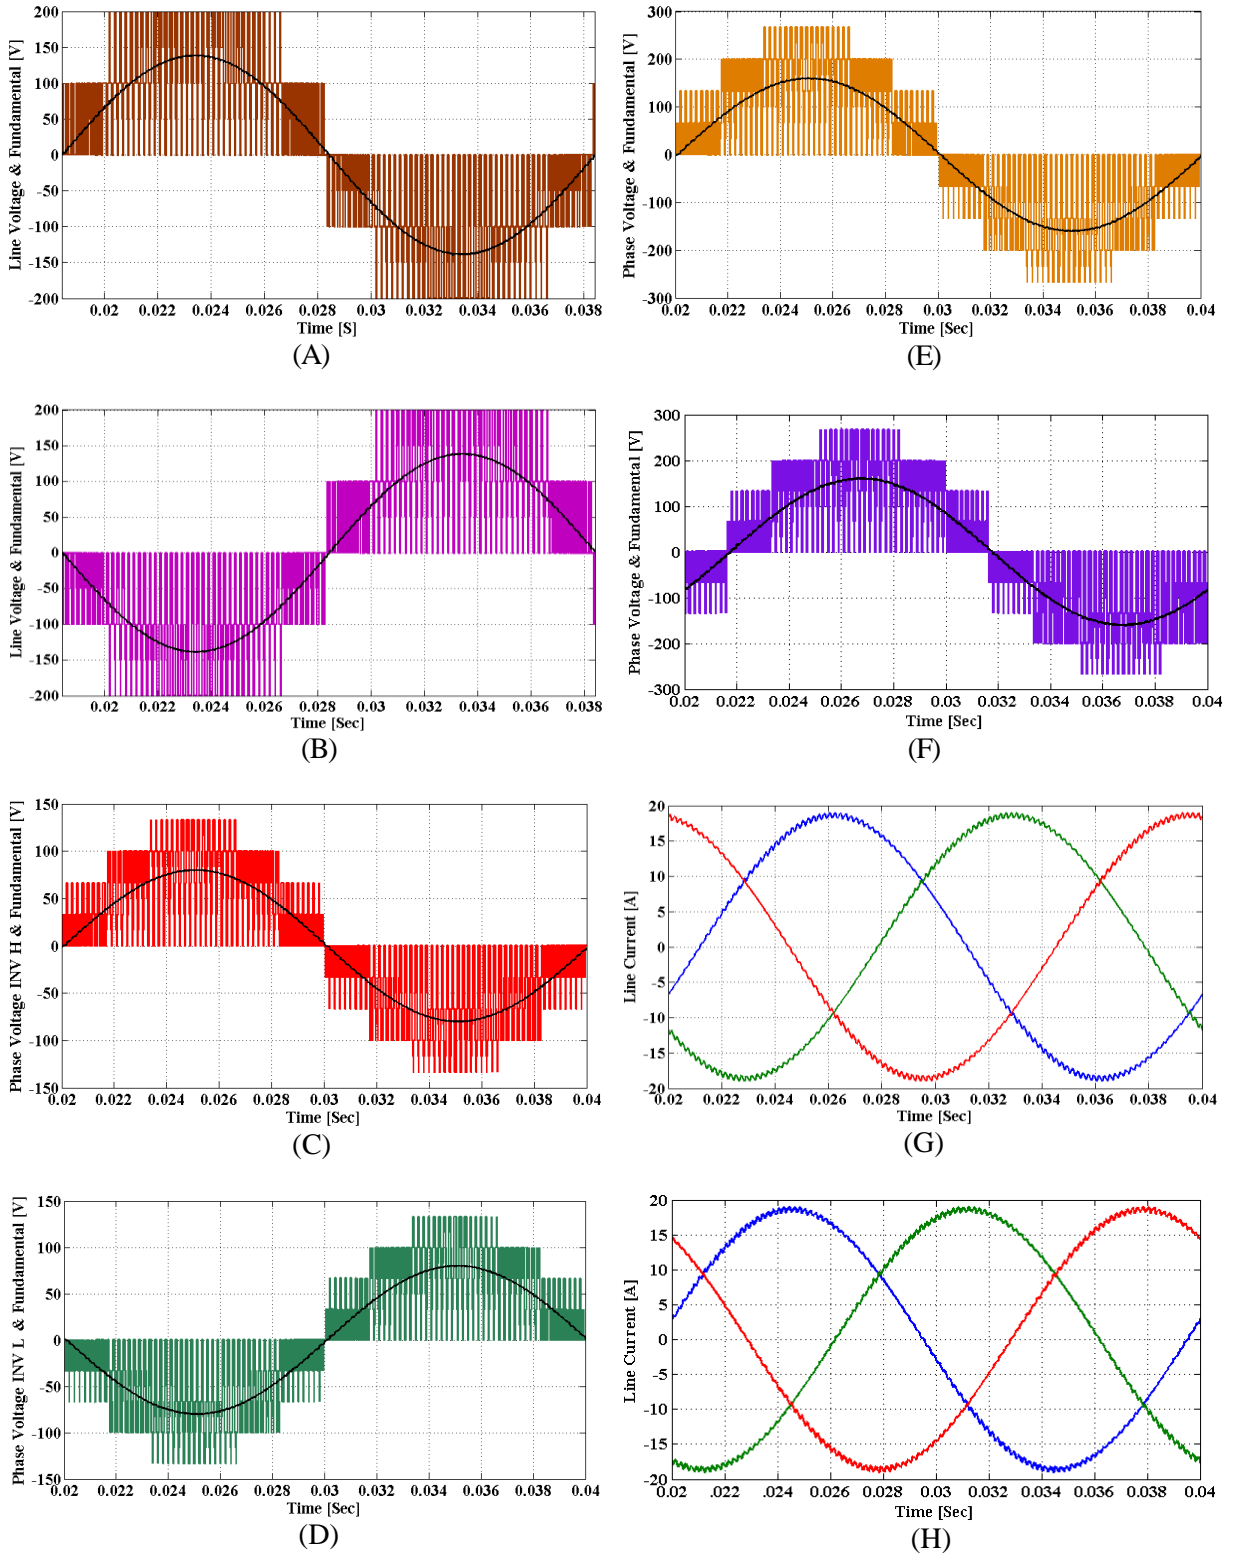 Line Voltage & Fundamental [V]
200
150
100
50
0
-50
-100
-150
-200
0.02 0.022 0.024 0.026 0.028 0.03 0.032 0.034 0.036 0.038
Time [S]
(A)
Phase Voltage & Fundamental [V]
300
200
100
0
-100
-200
-300
0.02 0.022 0.024 0.026 0.028 0.03 0.032 0.034 0.036 0.038 0.04
Time [Sec]
(E)
Line Voltage & Fundamental [V]
200
150
100
50
0
-50
-100
-150
-200
0.02 0.022 0.024 0.026 0.028 0.03 0.032 0.034 0.036 0.038
Time [Sec]
(B)
Phase Voltage & Fundamental [V]
300
200
100
0
-100
-200
-300
0.02 0.022 0.024 0.026 0.028 0.03 0.032 0.034 0.036 0.038 0.04
Time [Sec]
(F)
Phase Voltage INV H & Fundamental [V]
150
100
50
0
-50
-100
-150
0.02 0.022 0.024 0.026 0.028 0.03 0.032 0.034 0.036 0.038 0.04
Time [Sec]
(C)
Line Current [A]
20
15
10
5
0
-5
-10
-15
-20
0.02 0.022 0.024 0.026 0.028 0.03 0.032 0.034 0.036 0.038 0.04
Time [Sec]
(G)
Phase Voltage INV L & Fundamental [V]
150
100
50
0
-50
-100
-150
0.02 0.022 0.024 0.026 0.028 0.03 0.032 0.034 0.036 0.038 0.04
Time [Sec]
(D)
Line Current [A]
20
15
10
5
0
-5
-10
-15
-20
0.02 .022 0.024 0.026 0.028 0.03 0.032 0.034 0.036 0.038 0.04
Time [Sec]
(H)